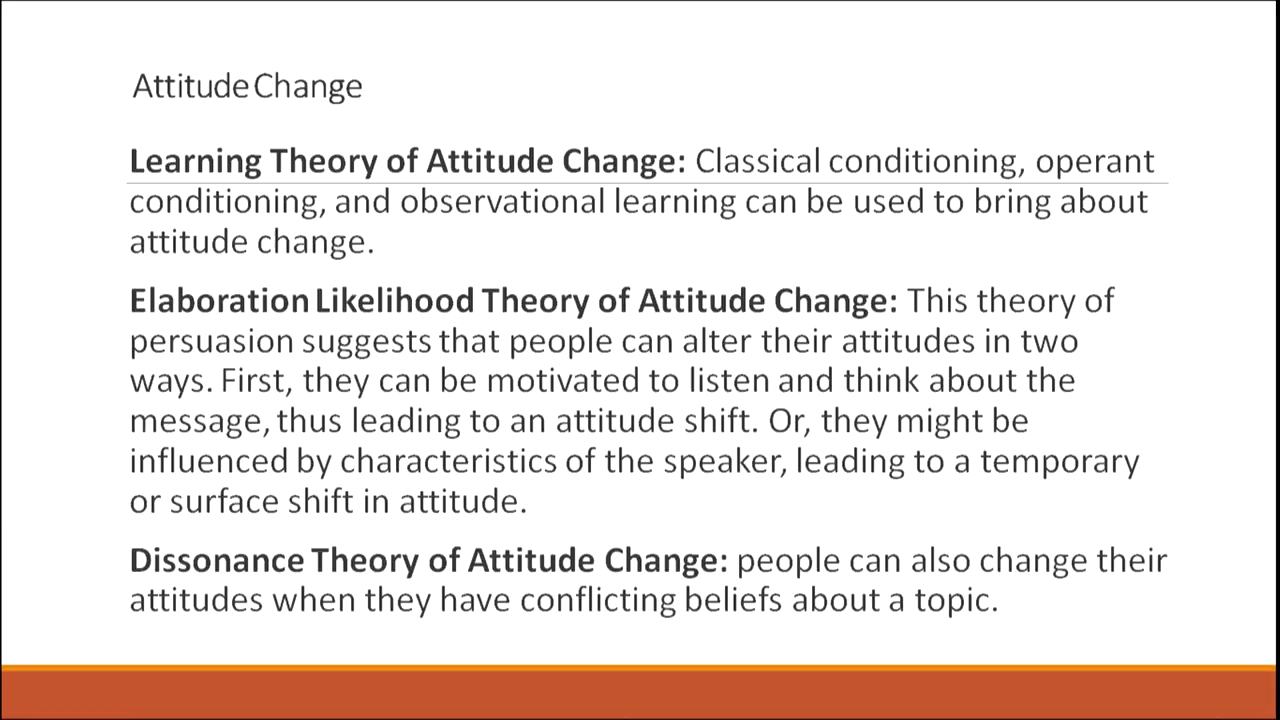 Attitude Change
Learning Theory of Attitude Change: Classical conditioning, operant
conditioning, and observational learning can be used to bring about
attitude change.
Elaboration Likelihood Theory of Attitude Change: This theory of
persuasion suggests that people can alter their attitudes in two
ways. First, they can be motivated to listen and think about the
message, thus leading to an attitude shift. Or, they might be
influenced by characteristics of the speaker, leading to a temporary
or surface shift in attitude.
Dissonance Theory of Attitude Change: people can also change their
attitudes when they have conflicting beliefs about a topic.